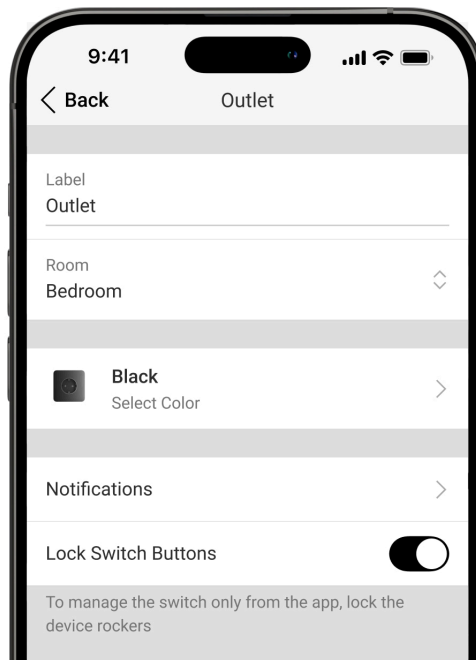 9:41
Back
Outlet
Label
Outlet
Room
Bedroom
Black
Select Color
Notifications
Lock Switch Buttons
To manage the switch only from the app, lock the
device rockers